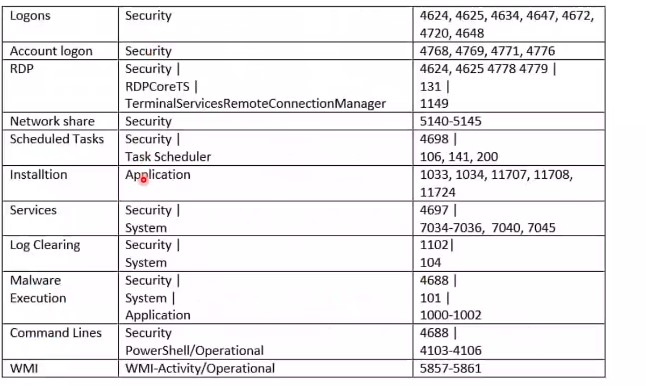 Logons Security 4624, 4625, 4634, 4647, 4672,
4720, 4648
Account logon Security 4768, 4769, 4771, 4776
RDP Security | 4624, 4625 4778 4779 |
RDPCoreTS | 131 |
TerminalServicesRemoteConnectionManager 1149
Network share Security 5140-5145
Scheduled Tasks Security | 4698 |
Task Scheduler 106, 141, 200
Installtion Application 1033, 1034, 11707, 11708,
11724
Services Security | 4697 |
System 7034-7036, 7040, 7045
Log Clearing Security | 1102|
System 104
Malware Security | 4688 |
Execution System | 101 |
Application 1000-1002
Command Lines Security 4688 |
PowerShell/Operational 4103-4106
WMI WMI-Activity/Operational 5857-5861